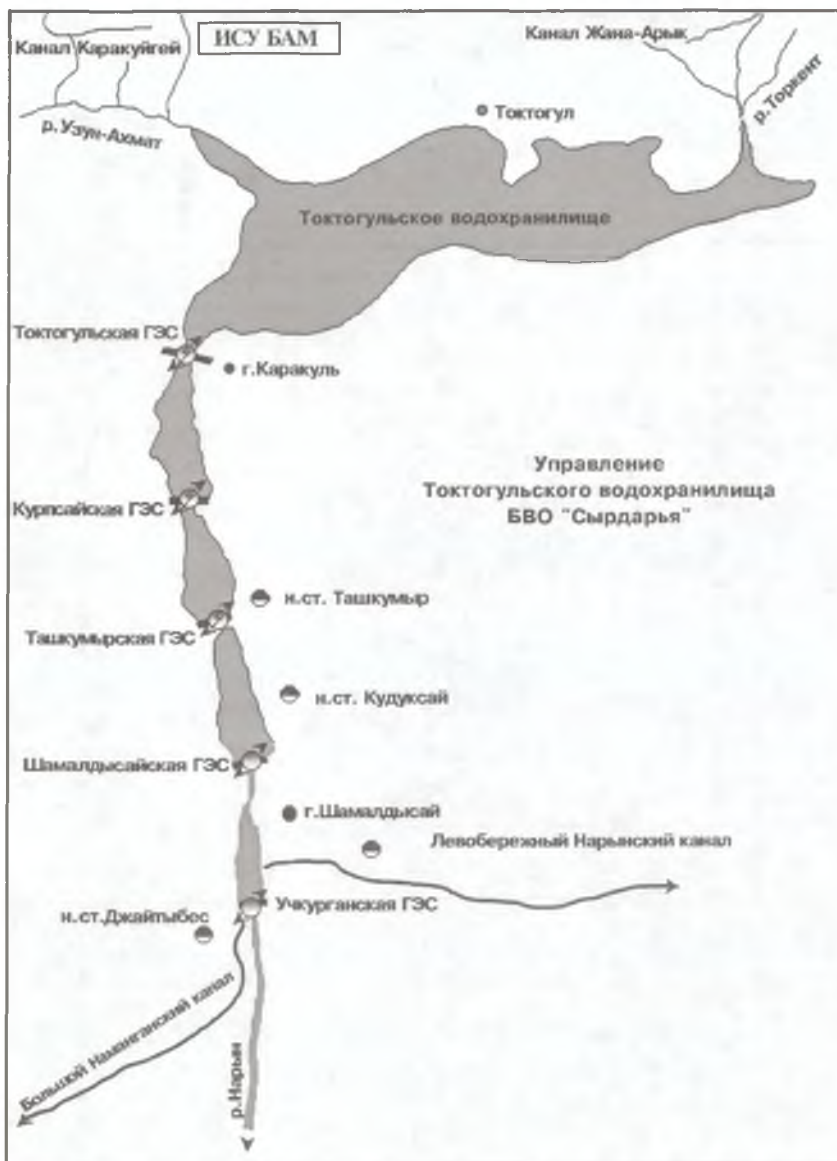 Канал Каракуйгей
ИСУ БАМ
Канал Жана-Арык
р.Торкент
р.Узун-Ахмат
Токтогул
Токтогульское водохранилище
Токтогульская ГЭС
г.Каракуль
Управление
Токтогульского водохранилища
БВО "Сырдарья"
Курпсайская ГЭС
н.ст. Ташкумыр
Ташкумырская ГЭС
н.ст. Кудуксай
Шамалдысайская ГЭС
г.Шамалдысай
Левобережный Нарынский канал
Учкурганская ГЭС
н.ст.Джайтыбес
Большой Наманганский канал
р.Нарын